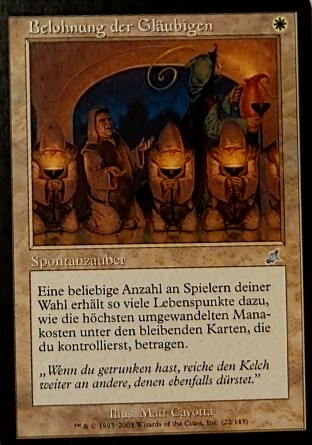 Belohnung der Gläubigen
Spontanzauber
Eine beliebige Anzahl an Spielern deiner
Wahl erhält so viele Lebenspunkte dazu,
wie die höchsten umgewandelten Mana-
kosten unter den bleibenden Karten, die
du kontrollierst, betragen.
„Wenn du getrunken hast, reiche den Kelch
weiter an andere, denen ebenfalls dürstet."
Illus. Matt Cavotta
™ & © 1993-2003 Wizards of the Coast, Inc. (22/143)